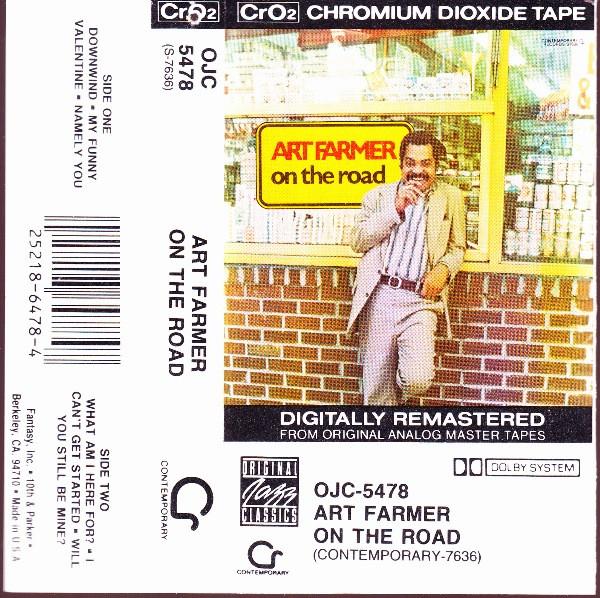 SIDE ONE
DOWNWIND • MY FUNNY
VALENTINE • NAMELY YOU
25218-6478-4
SIDE TWO
WHAT AM I HERE FOR? • I
CAN'T GET STARTED • WILL
YOU STILL BE MINE?
Fantasy, Inc. • 10th & Parker •
Berkeley, CA. 94710 • Made in U S A
CrO2
OJC
5478
(S-7636)
ART FARMER
ON THE ROAD
CONTEMPORARY
CrO2 CHROMIUM DIOXIDE TAPE
ART FARMER
on the road
DIGITALLY REMASTERED
FROM ORIGINAL ANALOG MASTER TAPES
ORIGINAL
Jazz
CLASSICS
CONTEMPORARY
DOLBY SYSTEM
OJC-5478
ART FARMER
ON THE ROAD
(CONTEMPORARY-7636)